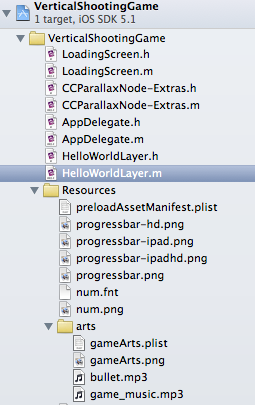 VerticalShootingGame
1 target, iOS SDK 5.1
VerticalShootingGame
LoadingScreen.h
LoadingScreen.m
CCParallaxNode-Extras.h
CCParallaxNode-Extras.m
AppDelegate.h
AppDelegate.m
HelloWorldLayer.h
HelloWorldLayer.m
Resources
preloadAssetManifest.plist
progressbar-hd.png
progressbar-ipad.png
progressbar-ipadhd.png
progressbar.png
num.fnt
num.png
arts
gameArts.plist
gameArts.png
bullet.mp3
game_music.mp3